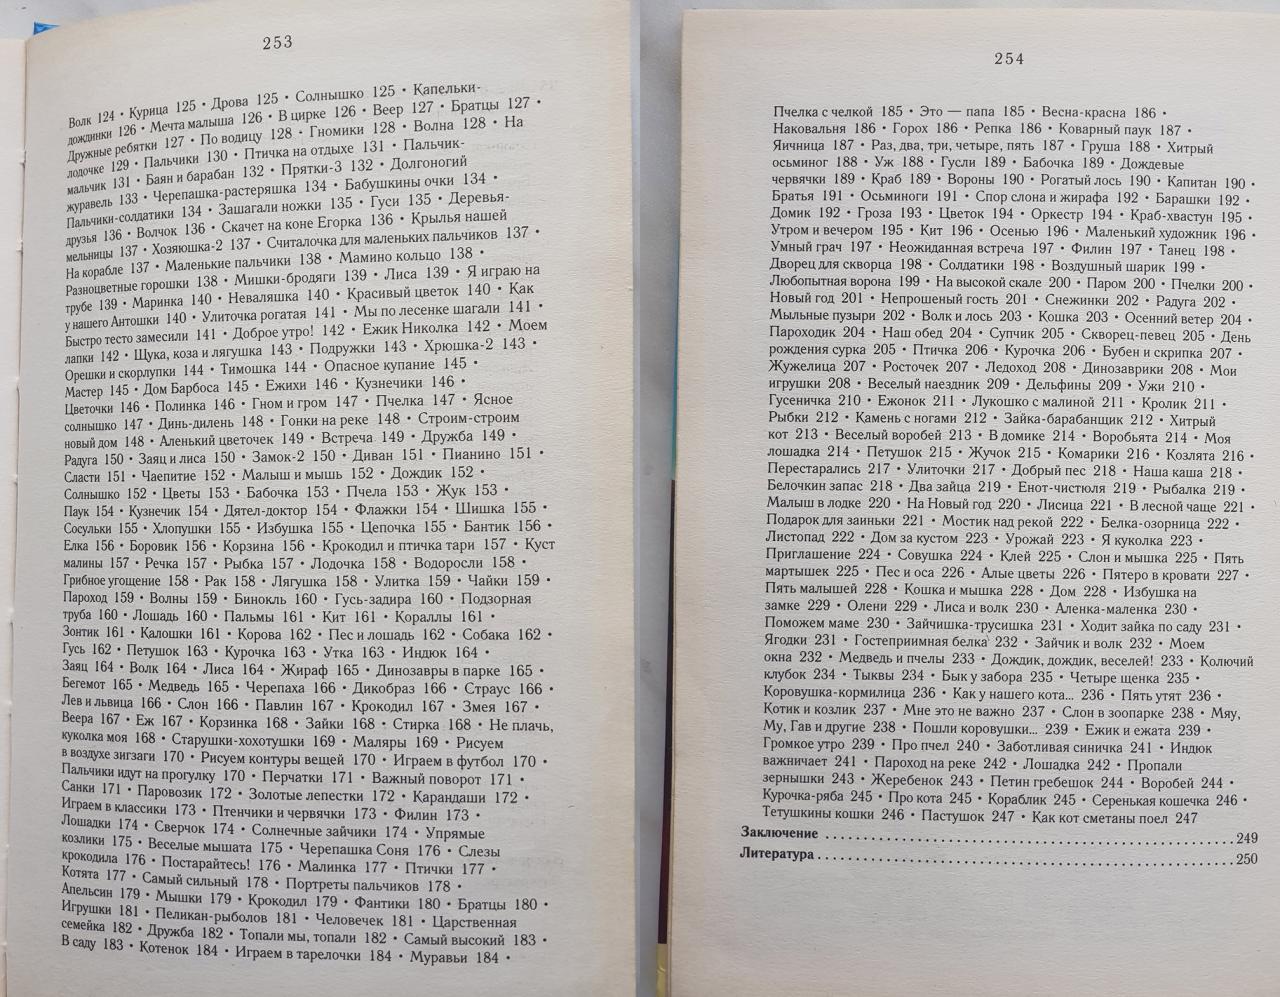 253
Волк 124 • Курица 125 • Дрова 125 • Солнышко 125 • Капельки-
дождинки 126 • Мечта малыша 126 • В цирке 126 • Веер 127 • Братцы 127 •
Дружные ребятки 127 • По водицу 128 • Гномики 128 • Волна 128 • На
лодочке 129 • Пальчики 130 • Птичка на отдыхе 131 • Пальчик-
мальчик 131 • Баян и барабан 132 • Прятки-3 132 • Долгоногий
журавель 133 • Черепашка-растеряшка 134 • Бабушкины очки 134 •
Пальчики-солдатики 134 • Зашагали ножки 135 • Гуси 135 • Деревья-
друзья 136 • Волчок 136 • Скачет на коне Егорка 136 • Крылья нашей
мельницы 137 • Хозяюшка-2 137 • Считалочка для маленьких пальчиков 137 •
На корабле 137 • Маленькие пальчики 138 • Мамино кольцо 138 •
Разноцветные горошки 138 • Мишки-бродяги 139 • Лиса 139 • Я играю на
трубе 139 • Маринка 140 • Неваляшка 140 • Красивый цветок 140 • Как
у нашего Антошки 140 • Улиточка рогатая 141 • Мы по лесенке шагали 141 •
Быстро тесто замесили 141 • Доброе утро! 142 • Ежик Николка 142 • Моем
лапки 142 • Щука, коза и лягушка 143 • Подружки 143 • Хрюшка-2 143 •
Орешки и скорлупки 144 • Тимошка 144 • Опасное купание 145 •
Мастер 145 • Дом Барбоса 145 • Ежихи 146 • Кузнечики 146 •
Цветочки 146 • Полинка 146 • Гном и гром 147 • Пчелка 147 • Ясное
солнышко 147 • Динь-дилень 148 • Гонки на реке 148 • Строим-строим
новый дом 148 • Аленький цветочек 149 • Встреча 149 • Дружба 149 •
Радуга 150 • Заяц и лиса 150 • Замок-2 150 • Диван 151 • Пианино 151 •
Сласти 151 • Чаепитие 152 • Малыш и мышь 152 • Дождик 152 •
Солнышко 152 • Цветы 153 • Бабочка 153 • Пчела 153 • Жук 153 •
Паук 154 • Кузнечик 154 • Дятел-доктор 154 • Флажки 154 • Шишка 155 •
Сосульки 155 • Хлопушки 155 • Избушка 155 • Цепочка 155 • Бантик 156 •
Елка 156 • Боровик 156 • Корзина 156 • Крокодил и птичка тари 157 • Куст
малины 157 • Речка 157 • Рыбка 157 • Лодочка 158 • Водоросли 158 •
Грибное угощение 158 • Рак 158 • Лягушка 158 • Улитка 159 • Чайки 159 •
Пароход 159 • Волны 159 • Бинокль 160 • Гусь-задира 160 • Подзорная
труба 160 • Лошадь 160 • Пальмы 161 • Кит 161 • Кораллы 161 •
Зонтик 161 • Калошки 161 • Корова 162 • Пес и лошадь 162 • Собака 162 •
Гусь 162 • Петушок 163 • Курочка 163 • Утка 163 • Индюк 164 •
Заяц 164 • Волк 164 • Лиса 164 • Жираф 165 • Динозавры в парке 165 •
Бегемот 165 • Медведь 165 • Черепаха 166 • Дикобраз 166 • Страус 166 •
Лев и львица 166 • Слон 166 • Павлин 167 • Крокодил 167 • Змея 167 •
Веера 167 • Еж 167 • Корзинка 168 • Зайки 168 • Стирка 168 • Не плачь,
куколка моя 168 • Старушки-хохотушки 169 • Маляры 169 • Рисуем
в воздухе зигзаги 170 • Рисуем контуры вещей 170 • Играем в футбол 170 •
Пальчики идут на прогулку 170 • Перчатки 171 • Важный поворот 171 •
Санки 171 • Паровозик 172 • Золотые лепестки 172 • Карандаши 172 •
Играем в классики 173 • Птенчики и червячки 173 • Филин 173 •
Лошадки 174 • Сверчок 174 • Солнечные зайчики 174 • Упрямые
козлики 175 • Веселые мышата 175 • Черепашка Соня 176 • Слезы
крокодила 176 • Постарайтесь! 176 • Малинка 177 • Птички 177 •
Котята 177 • Самый сильный 178 • Портреты пальчиков 178 •
Апельсин 179 • Мышки 179 • Крокодил 179 • Фантики 180 • Братцы 180 •
Игрушки 181 • Пеликан-рыболов 181 • Человечек 181 • Царственная
семейка 182 • Дружба 182 • Топали мы, топали 182 • Самый высокий 183 •
В саду 183 • Котенок 184 • Играем в тарелочки 184 • Муравьи 184 •
254
Пчелка с челкой 185 • Это — папа 185 • Весна-красна 186 •
Наковальня 186 • Горох 186 • Репка 186 • Коварный паук 187 •
Яичница 187 • Раз, два, три, четыре, пять 187 • Груша 188 • Хитрый
осьминог 188 • Уж 188 • Гусли 189 • Бабочка 189 • Дождевые
червячки 189 • Краб 189 • Вороны 190 • Рогатый лось 190 • Капитан 190 •
Братья 191 • Осьминоги 191 • Спор слона и жирафа 192 • Барашки 192 •
Домик 192 • Гроза 193 • Цветок 194 • Оркестр 194 • Краб-хвастун 195 •
Утром и вечером 195 • Кит 196 • Осенью 196 • Маленький художник 196 •
Умный грач 197 • Неожиданная встреча 197 • Филин 197 • Танец 198 •
Дворец для скворца 198 • Солдатики 198 • Воздушный шарик 199 •
Любопытная ворона 199 • На высокой скале 200 • Паром 200 • Пчелки 200 •
Новый год 201 • Непрошеный гость 201 • Снежинки 202 • Радуга 202 •
Мыльные пузыри 202 • Волк и лось 203 • Кошка 203 • Осенний ветер 204 •
Пароходик 204 • Наш обед 204 • Супчик 205 • Скворец-певец 205 • День
рождения сурка 205 • Птичка 206 • Курочка 206 • Бубен и скрипка 207 •
Жужелица 207 • Росточек 207 • Ледоход 208 • Динозаврики 208 • Мои
игрушки 208 • Веселый наездник 209 • Дельфины 209 • Ужи 210 •
Гусеничка 210 • Ежонок 211 • Лукошко с малиной 211 • Кролик 211 •
Рыбки 212 • Камень с ногами 212 • Зайка-барабанщик 212 • Хитрый
кот 213 • Веселый воробей 213 • В домике 214 • Воробьята 214 • Моя
лошадка 214 • Петушок 215 • Жучок 215 • Комарики 216 • Козлята 216 •
Перестарались 217 • Улиточки 217 • Добрый пес 218 • Наша каша 218 •
Белочкин запас 218 • Два зайца 219 • Енот-чистюля 219 • Рыбалка 219 •
Малыш в лодке 220 • На Новый год 220 • Лисица 221 • В лесной чаще 221 •
Подарок для заиньки 221 • Мостик над рекой 222 • Белка-озорница 222 •
Листопад 222 • Дом за кустом 223 • Урожай 223 • Я куколка 223 •
Приглашение 224 • Совушка 224 • Клей 225 • Слон и мышка 225 • Пять
мартышек 225 • Пес и оса 226 • Алые цветы 226 • Пятеро в кровати 227 •
Пять малышей 228 • Кошка и мышка 228 • Дом 228 • Избушка на
замке 229 • Олени 229 • Лиса и волк 230 • Аленка-маленка 230 •
Поможем маме 230 • Зайчишка-трусишка 231 • Ходит зайка по саду 231 •
Ягодки 231 • Гостеприимная белка 232 • Зайчик и волк 232 • Моем
окна 232 • Медведь и пчелы 233 • Дождик, дождик, веселей! 233 • Колючий
клубок 234 • Тыквы 234 • Бык у забора 235 • Четыре щенка 235 •
Коровушка-кормилица 236 • Как у нашего кота... 236 • Пять утят 236 •
Котик и козлик 237 • Мне это не важно 237 • Слон в зоопарке 238 • Мяу,
Му, Гав и другие 238 • Пошли коровушки... 239 • Ежик и ежата 239 •
Громкое утро 239 • Про пчел 240 • Заботливая синичка 241 • Индюк
важничает 241 • Пароход на реке 242 • Лошадка 242 • Пропали
зернышки 243 • Жеребенок 243 • Петин гребешок 244 • Воробей 244 •
Курочка-ряба 245 • Про кота 245 • Кораблик 245 • Серенькая кошечка 246 •
Тетушкины кошки 246 • Пастушок 247 • Как кот сметаны поел 247
Заключение ........................................ 249
Литература ........................................ 250